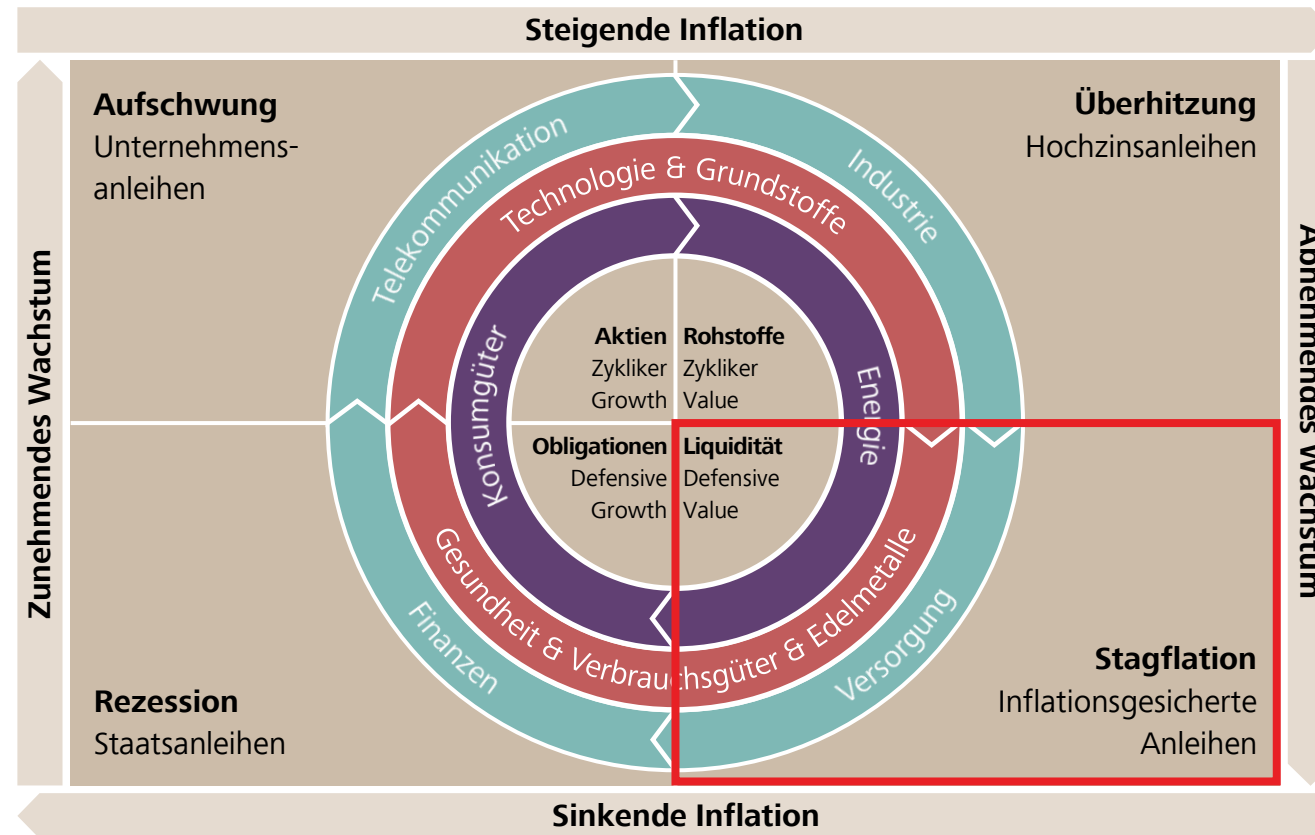 Steigende Inflation
Zunehmendes Wachstum
Aufschwung
Unternehmens-
anleihen
Überhitzung
Hochzinsanleihen
Abnehmendes Wachstum
Telekommunikation
Industrie
Technologie & Grundstoffe
Konsumgüter
Energie
Aktien
Zykliker
Growth
Rohstoffe
Zykliker
Value
Obligationen
Defensive
Growth
Liquidität
Defensive
Value
Gesundheit & Verbrauchsgüter & Edelmetalle
Finanzen
Versorgung
Rezession
Staatsanleihen
Stagflation
Inflationsgesicherte
Anleihen
Sinkende Inflation